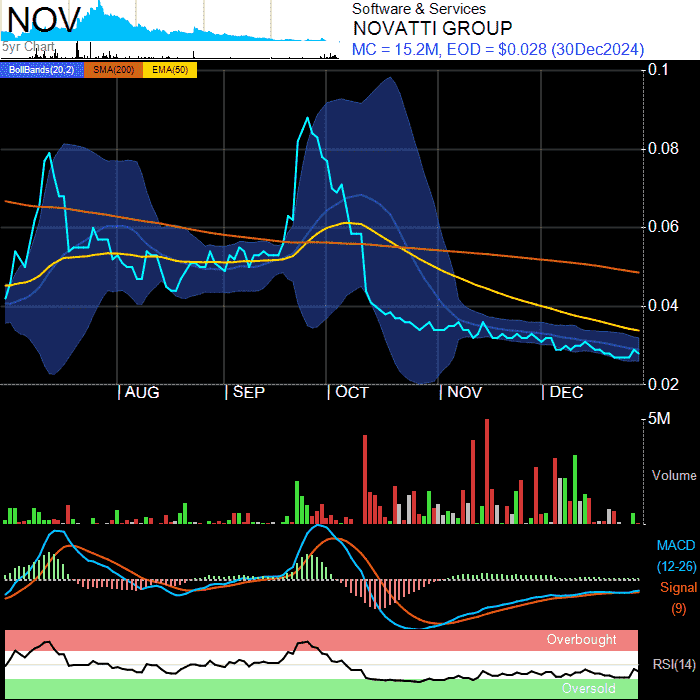 NOV
5yr Chart
Software & Services
NOVATTI GROUP
MC = 15.2M, EOD = $0.028 (30Dec2024)
BollBands(20,2) SMA(200) EMA(50)
0.1
0.08
0.06
0.04
0.02
AUG SEP OCT NOV DEC
5M
Volume
MACD
(12-26)
Signal
(9)
Overbought
RSI(14)
Oversold